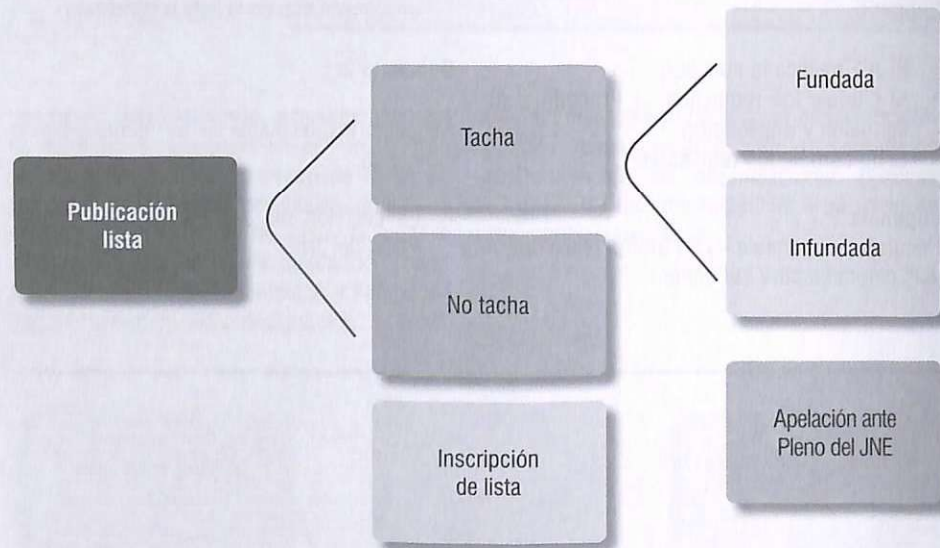 Publicación
lista
Tacha
No tacha
Inscripción
de lista
Fundada
Infundada
Apelación ante
Pleno del JNE